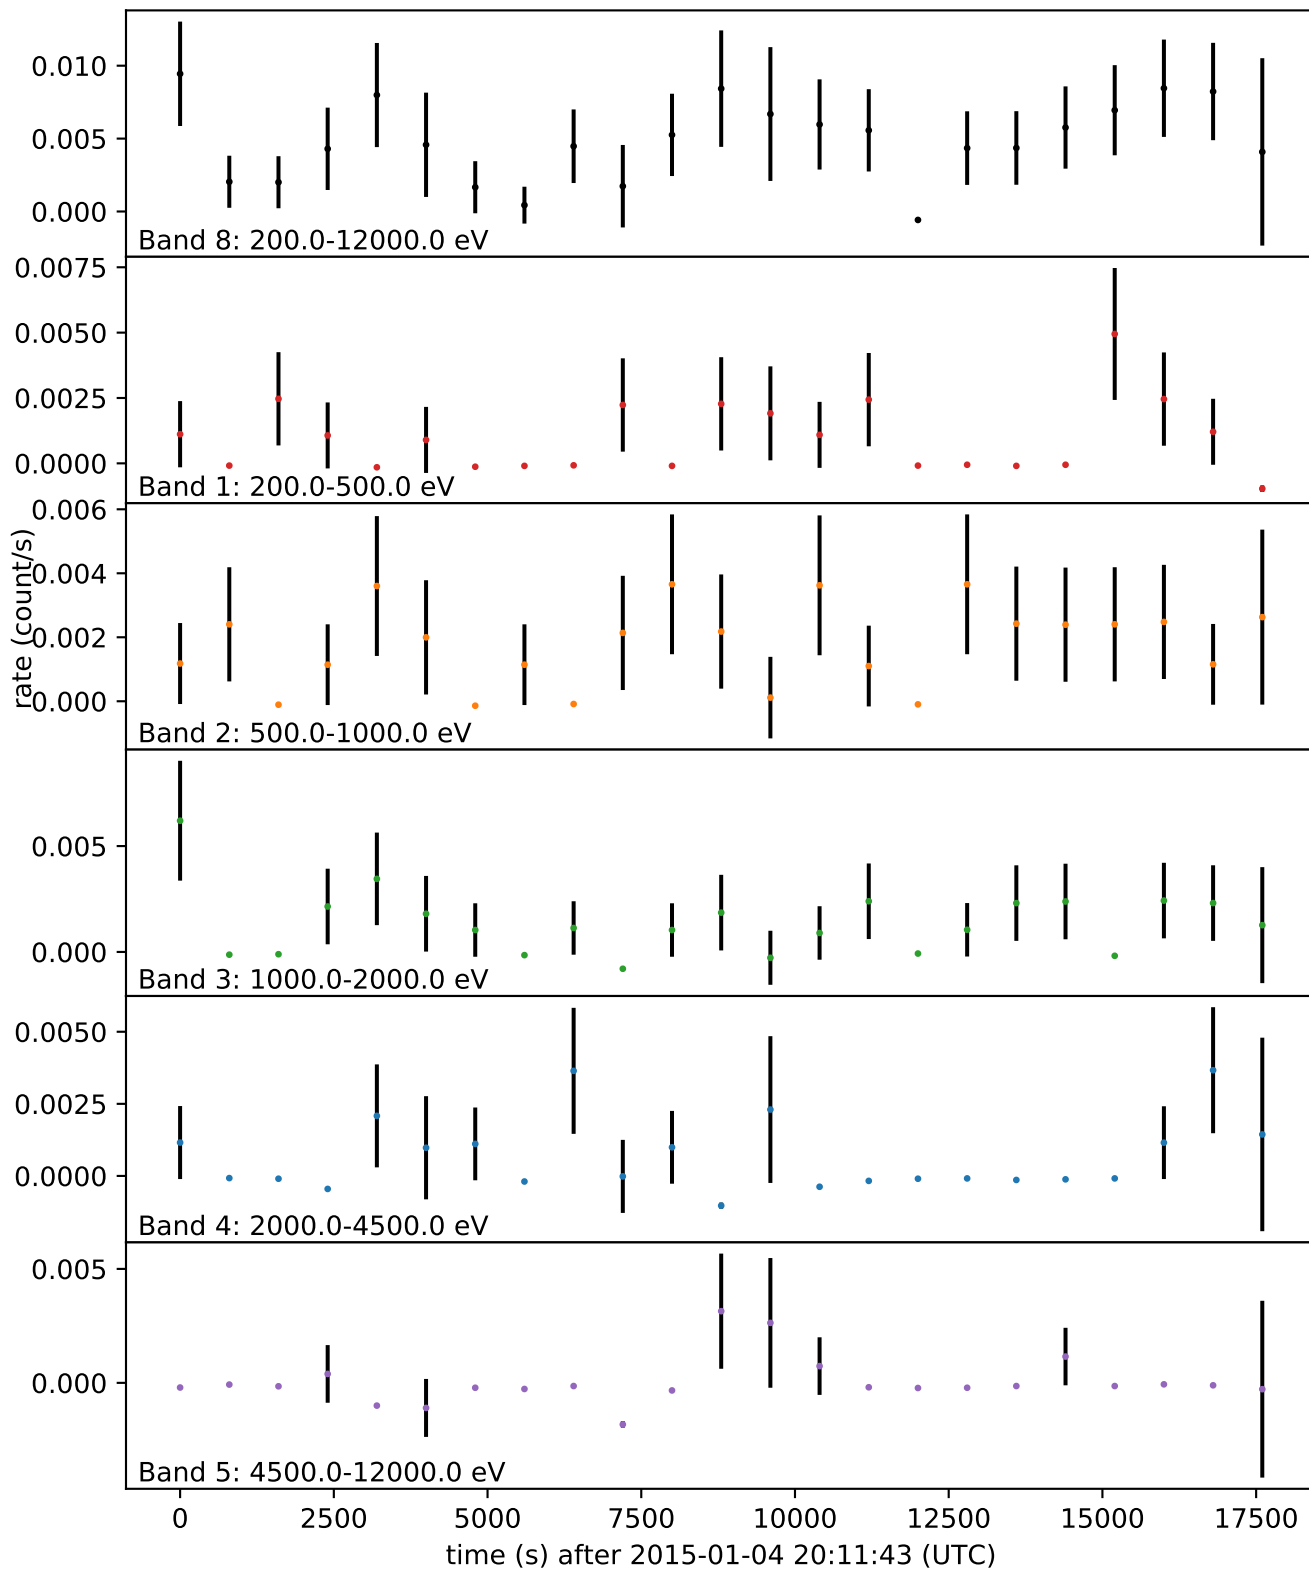 0.010
0.005
0.000
Band 8: 200.0-12000.0 eV
0.0075
0.0050
0.0025
0.0000
Band 1: 200.0-500.0 eV
rate (count/s)
0.006
0.004
0.002
0.000
Band 2: 500.0-1000.0 eV
0.005
0.000
Band 3: 1000.0-2000.0 eV
0.0050
0.0025
0.0000
Band 4: 2000.0-4500.0 eV
0.005
0.000
Band 5: 4500.0-12000.0 eV
0 2500 5000 7500 10000 12500 15000 17500
time (s) after 2015-01-04 20:11:43 (UTC)